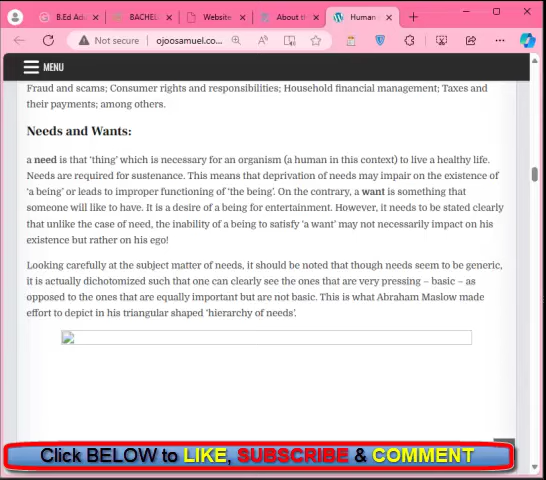 B.Ed Ad
BACHEL
Website
About th
Human
Not secure
ojoosamuel.co...
MENU
Fraud and scams; Consumer rights and responsibilities; Household financial management; Taxes and
their payments; among others.
Needs and Wants:
a need is that ‘thing’ which is necessary for an organism (a human in this context) to live a healthy life.
Needs are required for sustenance. This means that deprivation of needs may impair on the existence of
‘a being’ or leads to improper functioning of ‘the being’. On the contrary, a want is something that
someone will like to have. It is a desire of a being for entertainment. However, it needs to be stated clearly
that unlike the case of need, the inability of a being to satisfy ‘a want’ may not necessarily impact on his
existence but rather on his ego!
Looking carefully at the subject matter of needs, it should be noted that though needs seem to be generic,
it is actually dichotomized such that one can clearly see the ones that are very pressing – basic – as
opposed to the ones that are equally important but are not basic. This is what Abraham Maslow made
effort to depict in his triangular shaped ‘hierarchy of needs’.
Click BELOW to LIKE, SUBSCRIBE & COMMENT